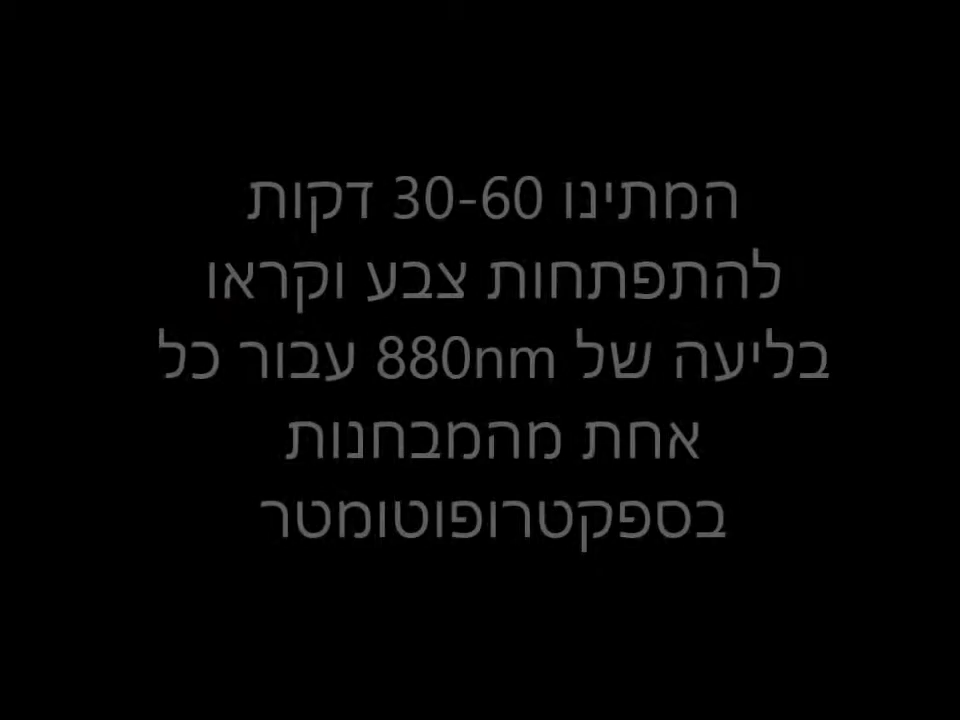 המתינו 30-60 דקות
להתפתחות צבע וקראו
בליעה של 880nm עבור כל
אחת מהמבחנות
בספקטרופוטומטר